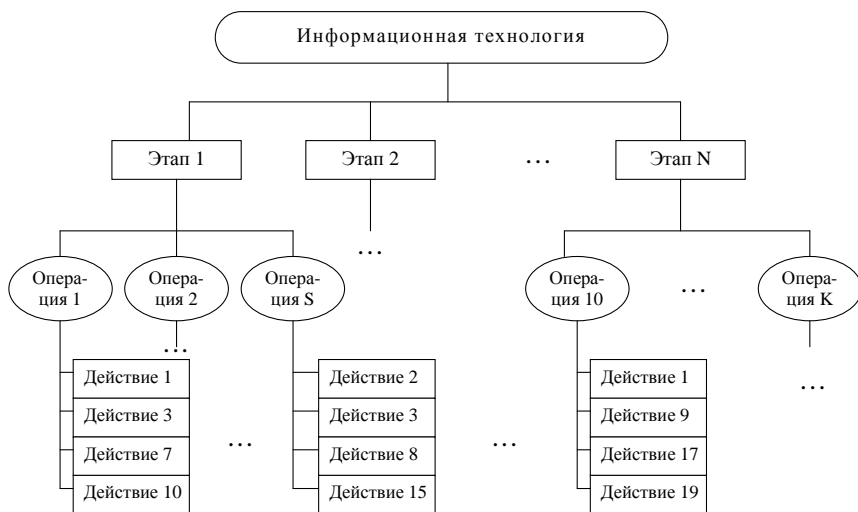 Информационная технология
Этап 1
Этап 2
...
Этап N
...
Опера-
ция 1
Опера-
ция 2
Опера-
ция S
Опера-
ция 10
...
Опера-
ция K
...
...
Действие 1
Действие 3
Действие 7
Действие 10
...
Действие 2
Действие 3
Действие 8
Действие 15
...
Действие 1
Действие 9
Действие 17
Действие 19